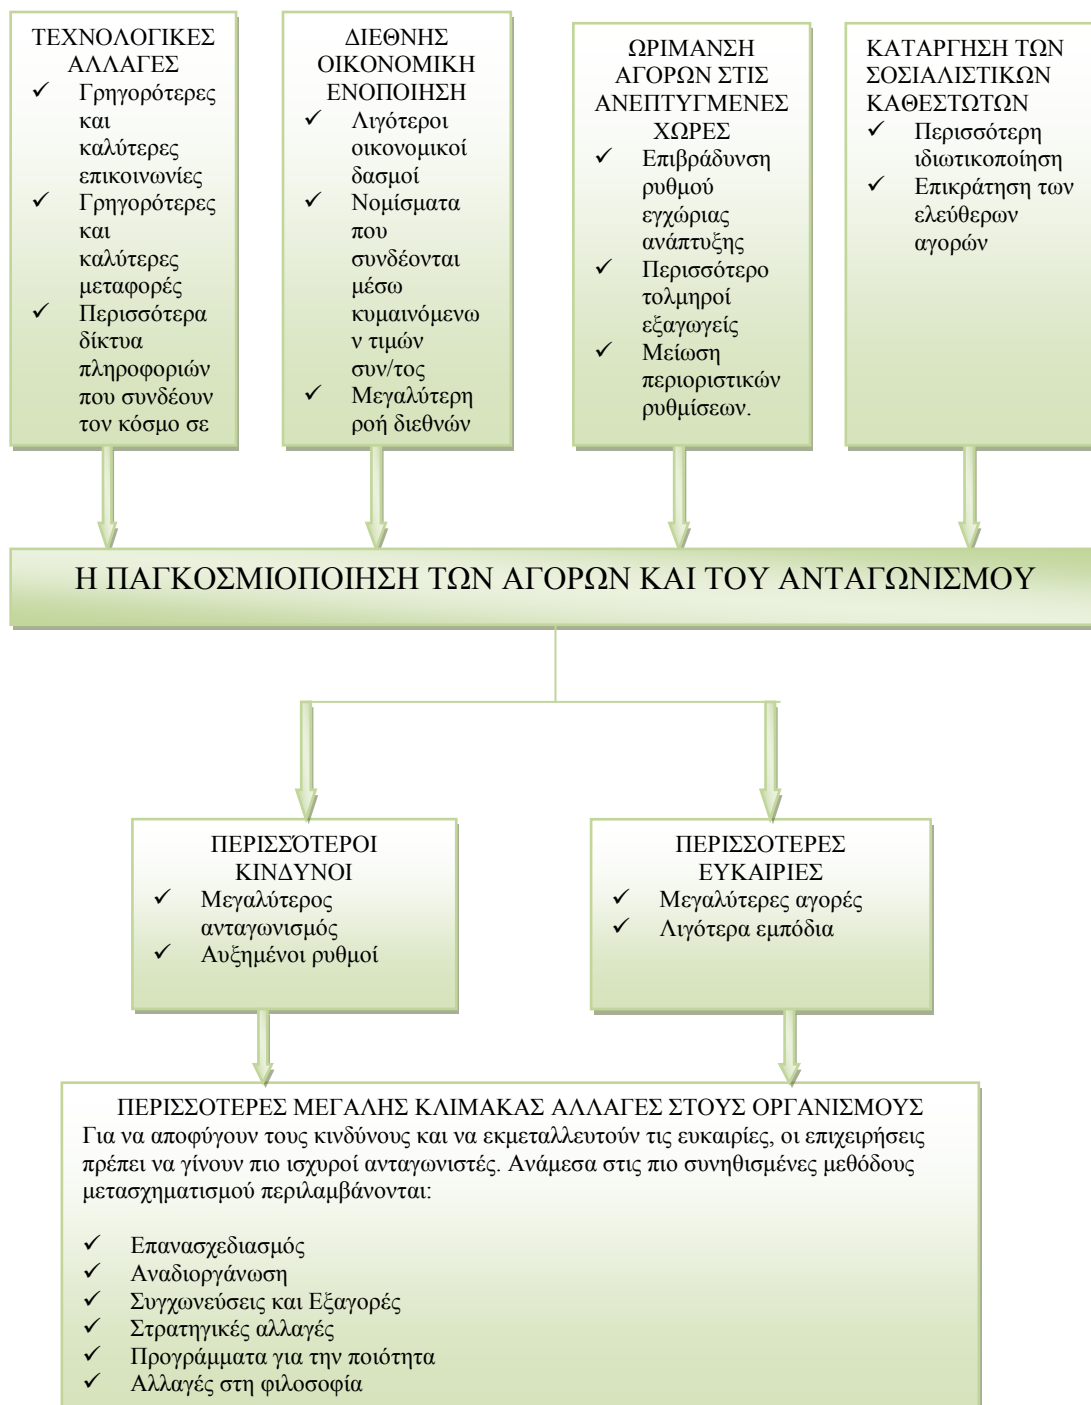 ΤΕΧΝΟΛΟΓΙΚΕΣ
ΑΛΛΑΓΕΣ
✓ Γρηγορότερες
και
καλύτερες
επικοινωνίες
✓ Γρηγορότερες
και
καλύτερες
μεταφορές
✓ Περισσότερα
δίκτυα
πληροφοριών
που συνδέουν
τον κόσμο σε
ΔΙΕΘΝΗΣ
ΟΙΚΟΝΟΜΙΚΗ
ΕΝΟΠΟΙΗΣΗ
✓ Λιγότεροι
οικονομικοί
δασμοί
✓ Νομίσματα
που
συνδέονται
μέσω
κυμαινόμενω
ν τιμών
συν/τος
✓ Μεγαλύτερη
ροή διεθνών
ΩΡΙΜΑΝΣΗ
ΑΓΟΡΩΝ ΣΤΙΣ
ΑΝΕΠΤΥΓΜΕΝΕΣ
ΧΩΡΕΣ
✓ Επιβράδυνση
ρυθμού
εγχώριας
ανάπτυξης
✓ Περισσότερο
τολμηροί
εξαγωγείς
✓ Μείωση
περιοριστικών
ρυθμίσεων.
ΚΑΤΑΡΓΗΣΗ ΤΩΝ
ΣΟΣΙΑΛΙΣΤΙΚΩΝ
ΚΑΘΕΣΤΩΤΩΝ
✓ Περισσότερη
ιδιωτικοποίηση
✓ Επικράτηση των
ελεύθερων
αγορών
Η ΠΑΓΚΟΣΜΙΟΠΟΙΗΣΗ ΤΩΝ ΑΓΟΡΩΝ ΚΑΙ ΤΟΥ ΑΝΤΑΓΩΝΙΣΜΟΥ
ΠΕΡΙΣΣΌΤΕΡΟΙ
ΚΙΝΔΥΝΟΙ
✓ Μεγαλύτερος
ανταγωνισμός
✓ Αυξημένοι ρυθμοί
ΠΕΡΙΣΣΟΤΕΡΕΣ
ΕΥΚΑΙΡΙΕΣ
✓ Μεγαλύτερες αγορές
✓ Λιγότερα εμπόδια
ΠΕΡΙΣΣΟΤΕΡΕΣ ΜΕΓΑΛΗΣ ΚΛΙΜΑΚΑΣ ΑΛΛΑΓΕΣ ΣΤΟΥΣ ΟΡΓΑΝΙΣΜΟΥΣ
Για να αποφύγουν τους κινδύνους και να εκμεταλλευτούν τις ευκαιρίες, οι επιχειρήσεις
πρέπει να γίνουν πιο ισχυροί ανταγωνιστές. Ανάμεσα στις πιο συνηθισμένες μεθόδους
μετασχηματισμού περιλαμβάνονται:
✓ Επανασχεδιασμός
✓ Αναδιοργάνωση
✓ Συγχωνεύσεις και Εξαγορές
✓ Στρατηγικές αλλαγές
✓ Προγράμματα για την ποιότητα
✓ Αλλαγές στη φιλοσοφία